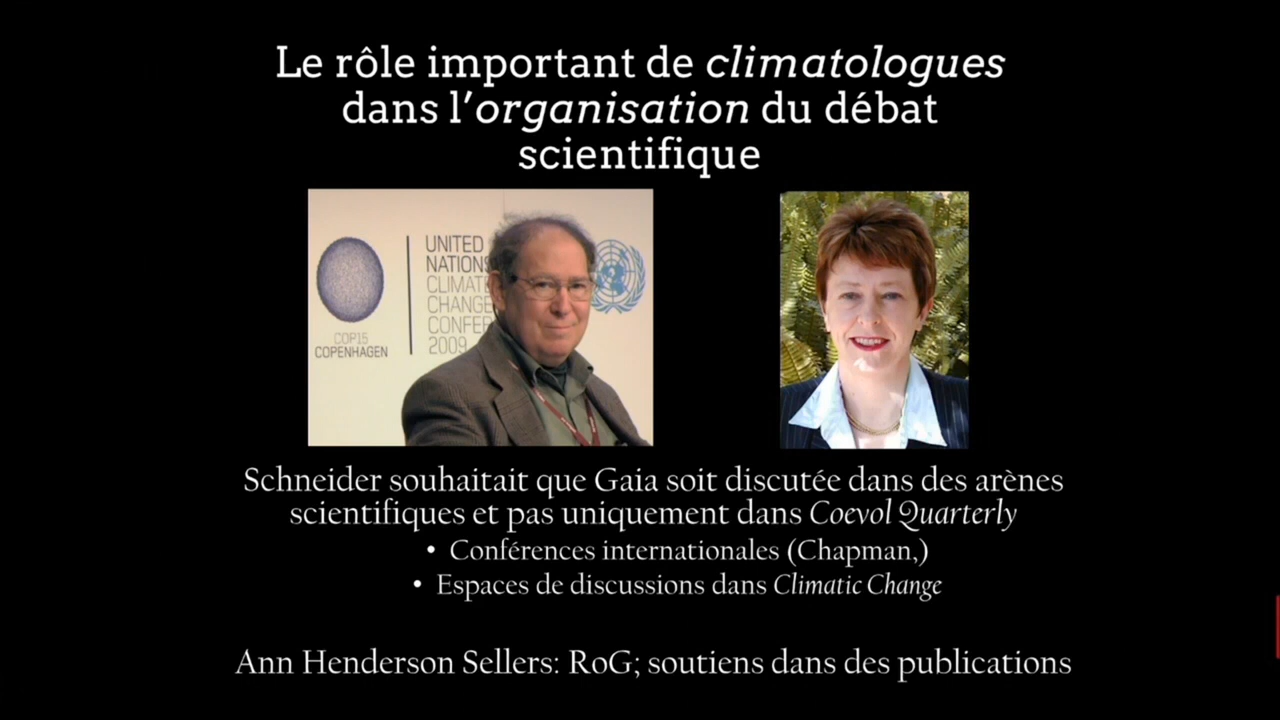 Le rôle important de climatologues
dans l’organisation du débat
scientifique
UNITED
NATIONS
CLIMAT
CHANGE
CONFER
2009
COP15
COPENHAGEN
Schneider souhaitait que Gaia soit discutée dans des arènes
scientifiques et pas uniquement dans Coevol Quarterly
• Conférences internationales (Chapman,)
• Espaces de discussions dans Climatic Change
Ann Henderson Sellers: RoG; soutiens dans des publications